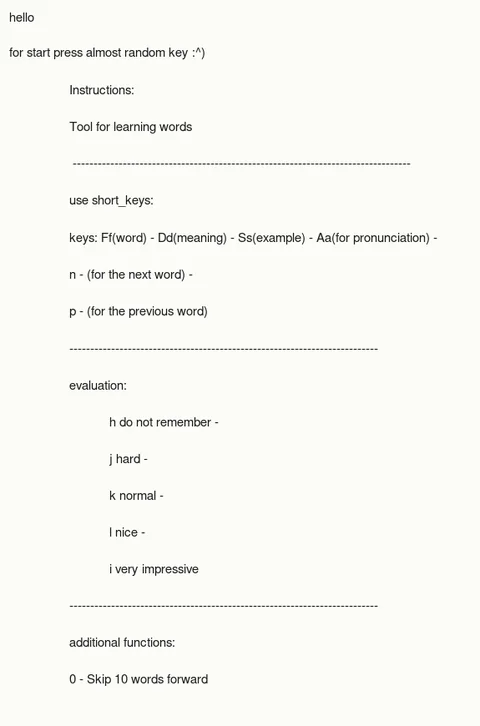 hello
for start press almost random key :^)
Instructions:
Tool for learning words
---------------------------------------------------------------------------------
use short_keys:
keys: Ff(word) - Dd(meaning) - Ss(example) - Aa(for pronunciation) -
n - (for the next word) -
p - (for the previous word)
--------------------------------------------------------------------------
evaluation:
h do not remember -
j hard -
k normal -
l nice -
i very impressive
--------------------------------------------------------------------------
additional functions:
0 - Skip 10 words forward